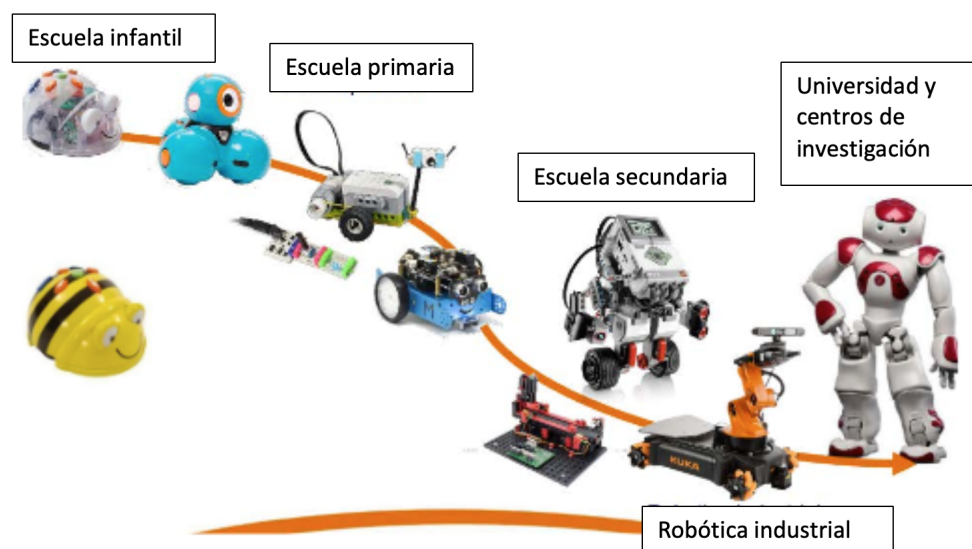 Escuela infantil
Escuela primaria
Universidad y
centros de
investigación
Escuela secundaria
M
KUKA
Robótica industrial